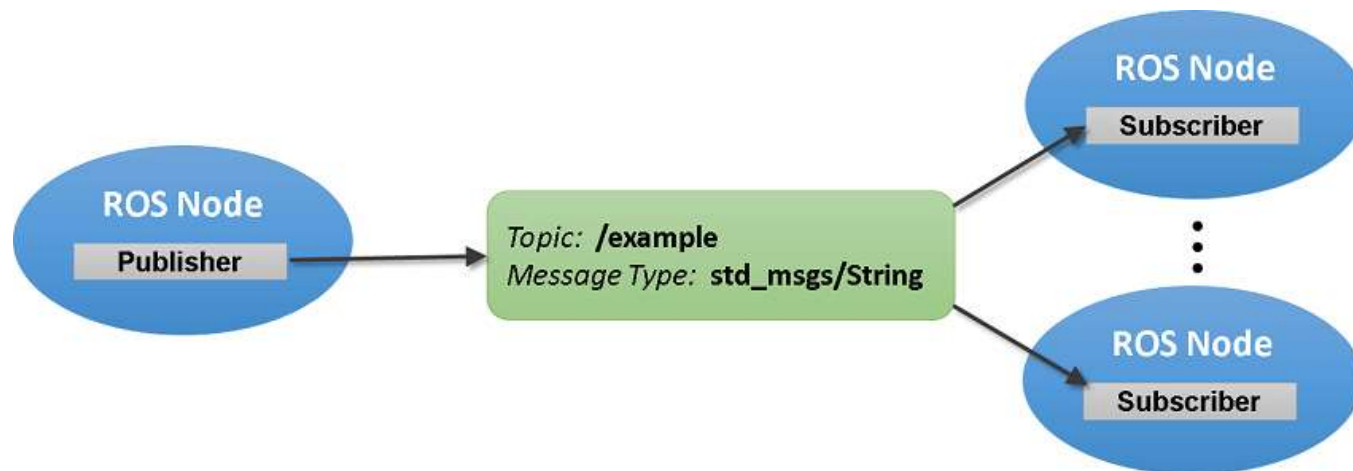 ROS Node
Publisher
Topic: /example
Message Type: std_msgs/String
ROS Node
Subscriber
ROS Node
Subscriber